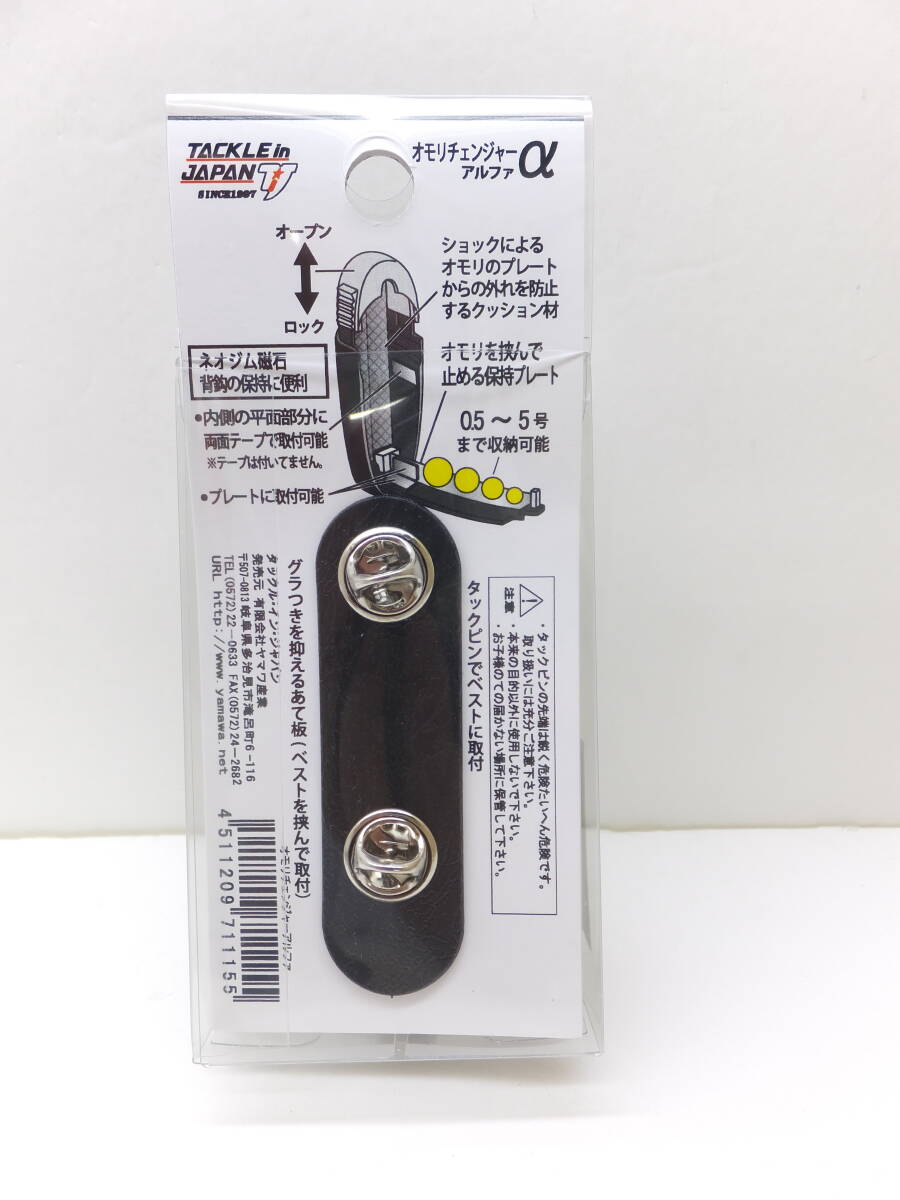 TACKLE in
JAPAN TJ
SINCE1997
オモリチェンジャー
アルファ α
オープン
ロック
ショックによる
オモリのプレート
からの外れを防止
するクッション材
ネオジム磁石
背鈎の保持に便利
オモリを挟んで
止める保持プレート
•内側の平面部分に
両面テープで取付可能
※テープは付いてません。
0.5 〜 5号
まで収納可能
•プレートに取付可能
タックピンでベストに取付
グラつきを抑えるあて板(ベストを挟んで取付)
注意
・タックピンの先端は鋭く危険たいへん危険です。
取り扱いには充分ご注意下さい。
・本来の目的以外に使用しないで下さい。
・お子様のての届かない場所に保管して下さい。
タックル・イン・ジャパン
発売元 有限会社ヤマワ産業
〒507-0813 岐阜県多治見市滝呂町6-116
TEL(0572)22-0633 FAX(0572)24-2682
URL http://www.yamawa.net
オモリチェンジャーアルファ
4511209711155